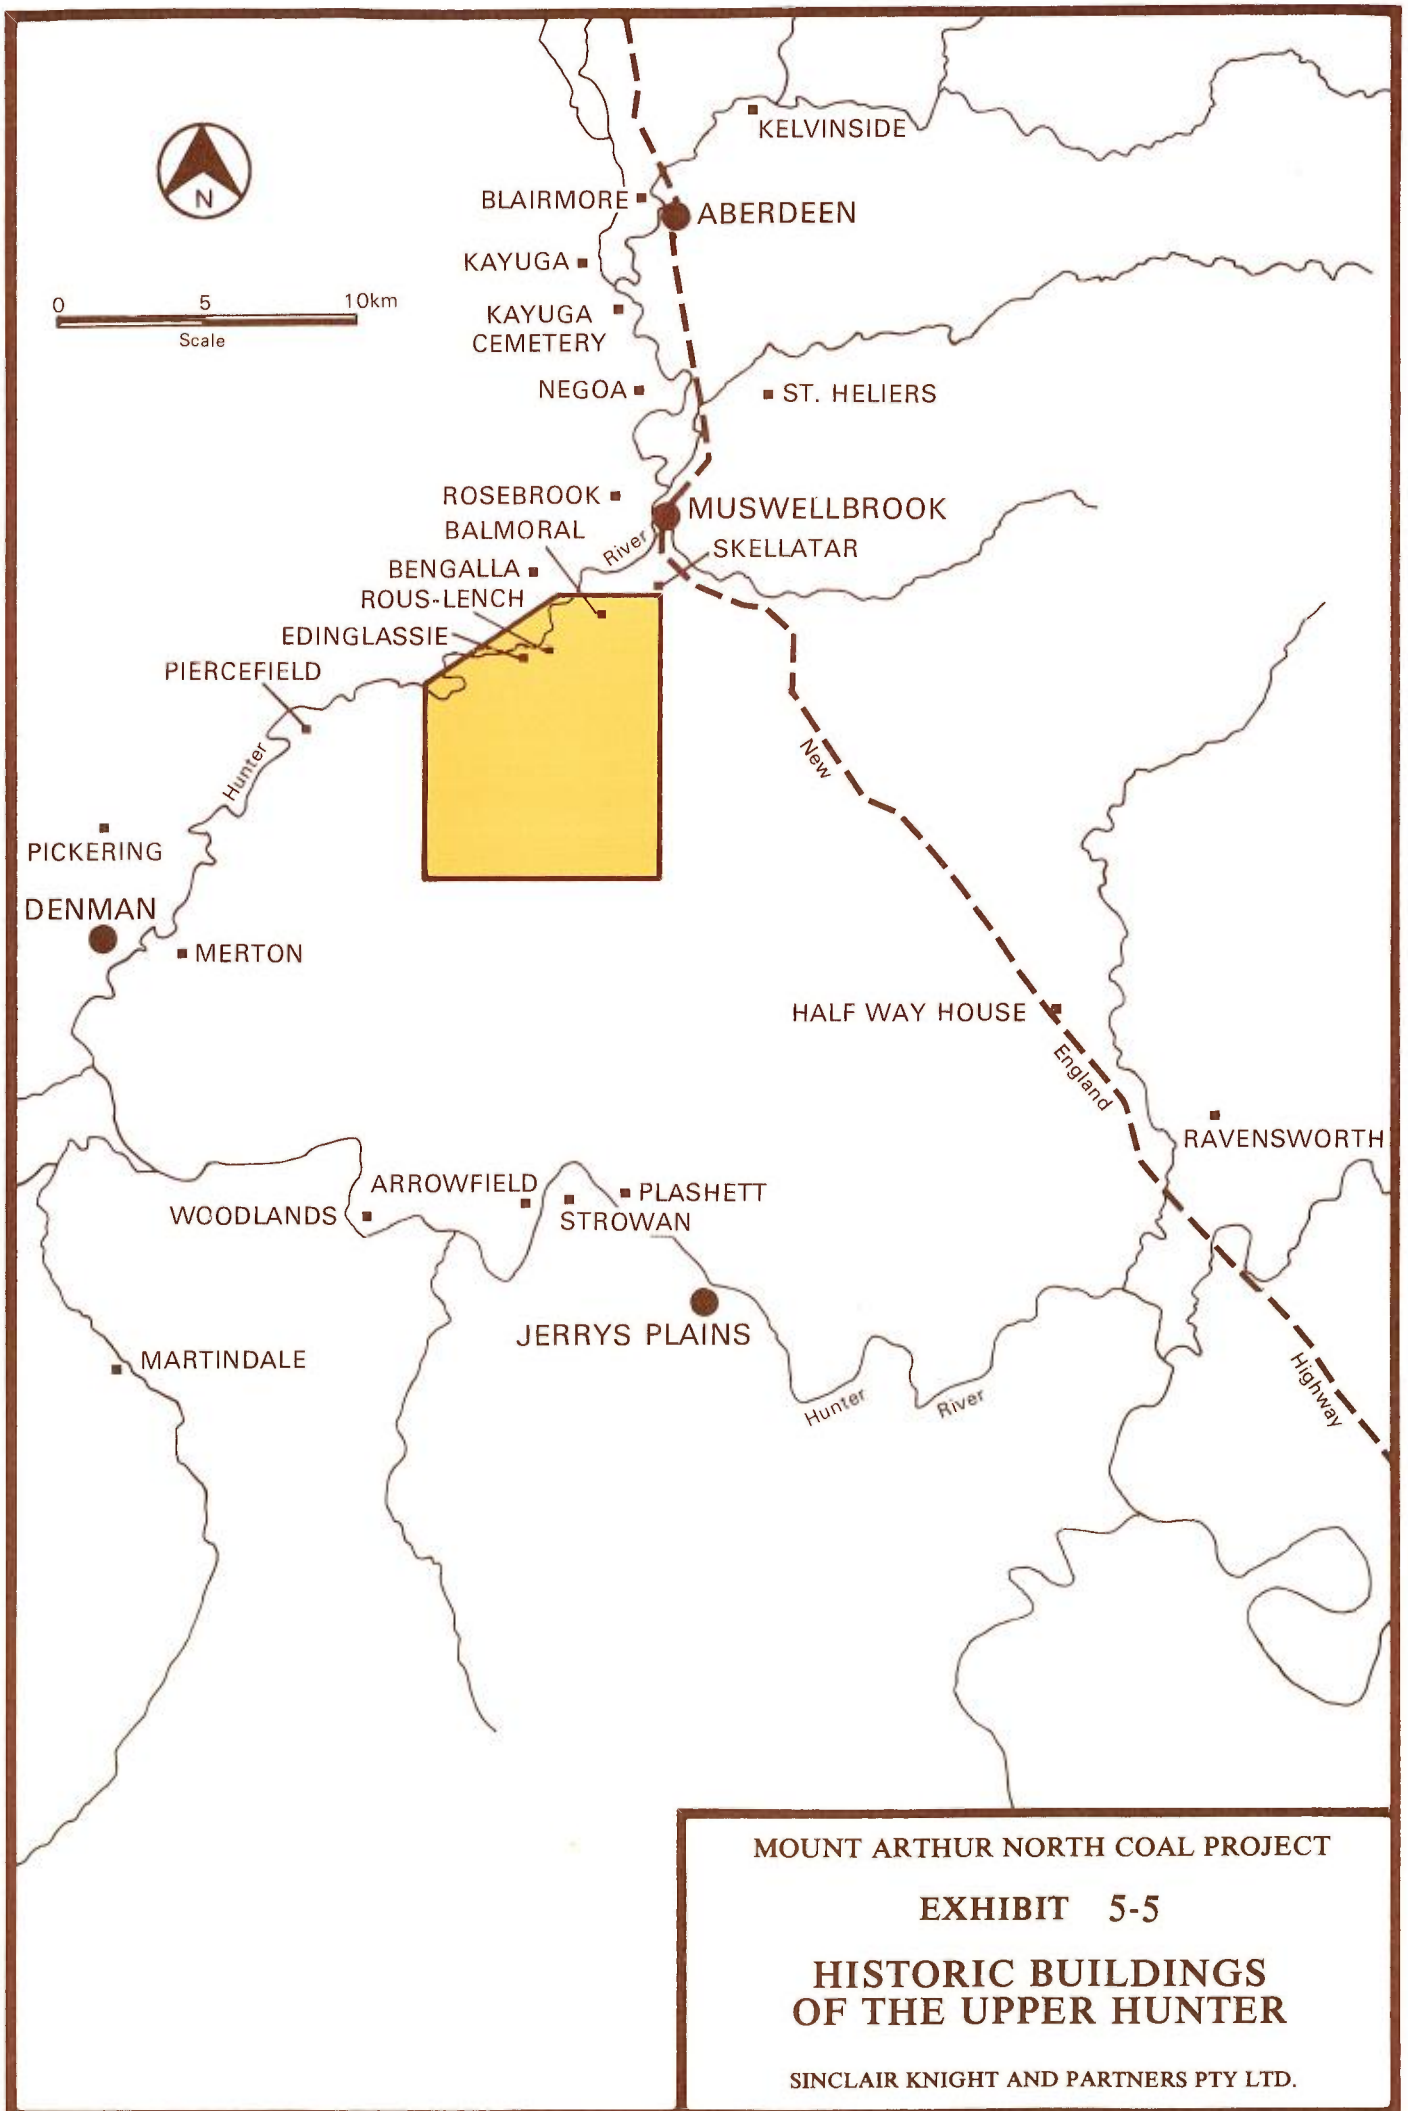 KELVINSIDE
N
BLAIRMORE
ABERDEEN
KAYUGA
0 5 10km
Scale
KAYUGA
CEMETERY
NEGOA
ST. HELIERS
ROSEBROOK
MUSWELLBROOK
BALMORAL
River
SKELLATAR
BENGALLA
ROUS-LENCH
EDINGLASSIE
PIERCEFIELD
Hunter
New
PICKERING
DENMAN
MERTON
HALF WAY HOUSE
England
RAVENSWORTH
ARROWFIELD
PLASHETT
WOODLANDS
STROWAN
JERRYS PLAINS
MARTINDALE
Highway
Hunter
River
MOUNT ARTHUR NORTH COAL PROJECT
EXHIBIT 5-5
HISTORIC BUILDINGS
OF THE UPPER HUNTER
SINCLAIR KNIGHT AND PARTNERS PTY LTD.